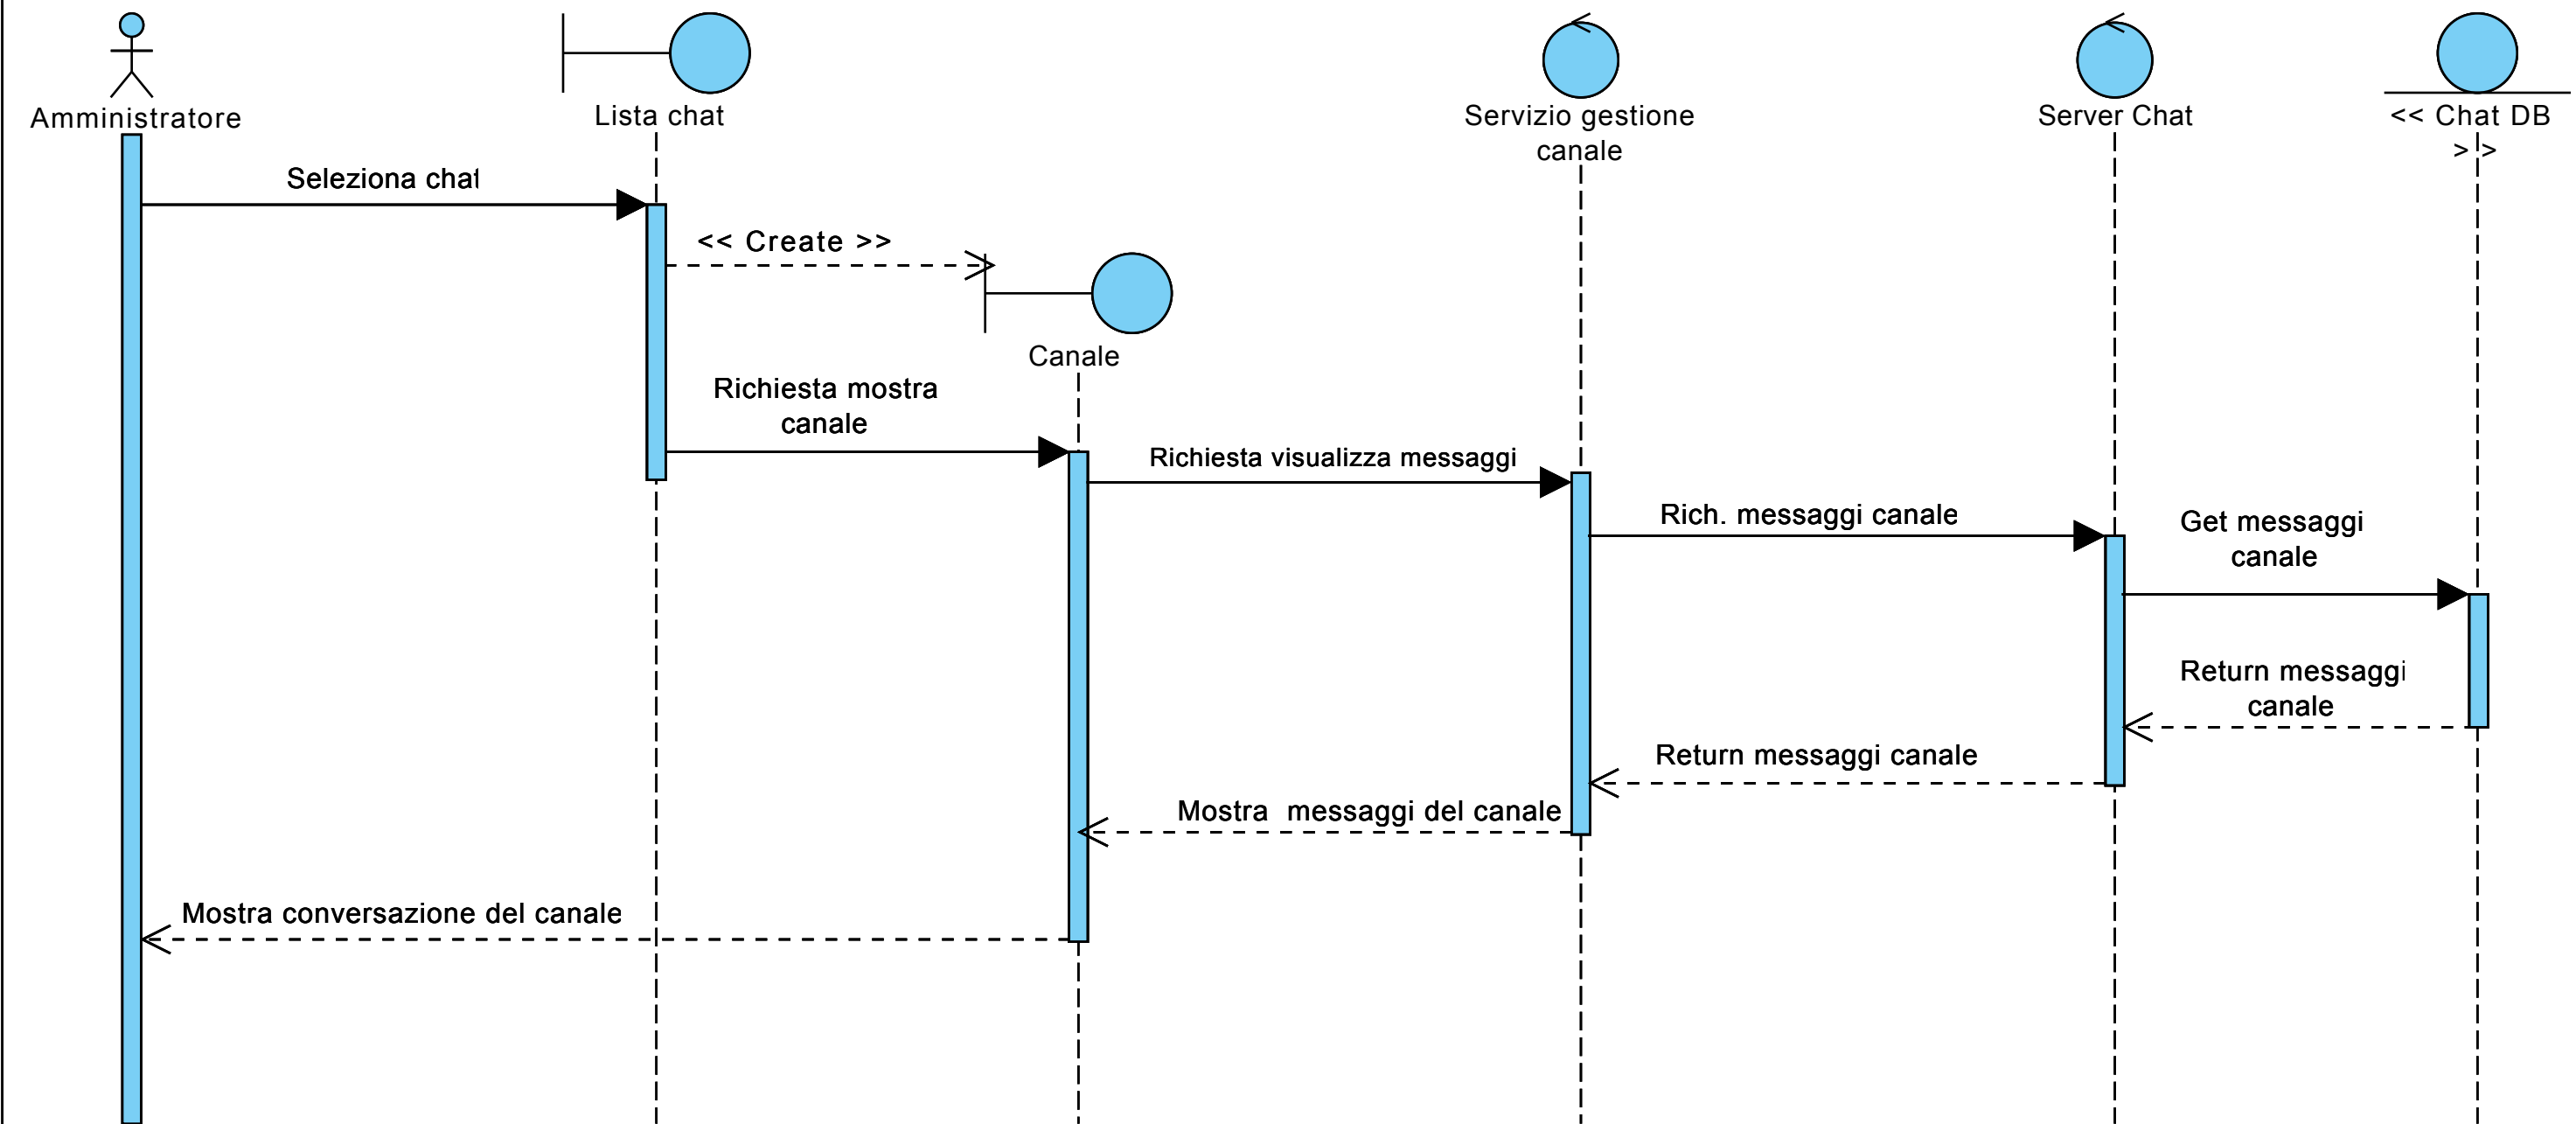 Amministratore
Lista chat
Servizio gestione
canale
Server Chat
<< Chat DB
>>
Seleziona chat
<< Create >>
Canale
Richiesta mostra
canale
Richiesta visualizza messaggi
Rich. messaggi canale
Get messaggi
canale
Return messaggi
canale
Return messaggi canale
Mostra  messaggi del canale
Mostra conversazione del canale